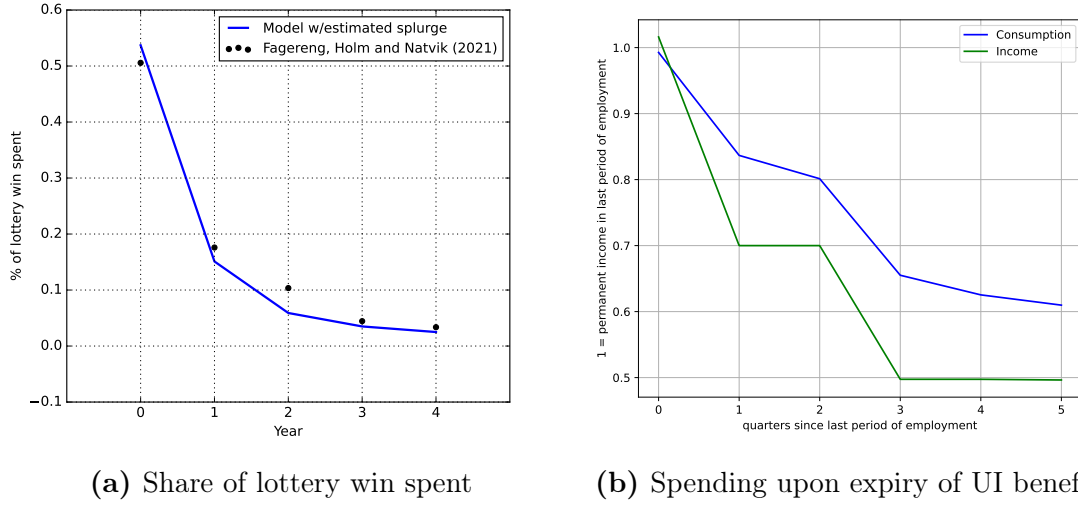 0.6
0.5
0.4
0.3
0.2
0.1
0.0
−0.1
% of lottery win spent
0 1 2 3 4
Year
Model w/estimated splurge
Fagereng, Holm and Natvik (2021)
(a) Share of lottery win spent
1.0
0.9
0.8
0.7
0.6
0.5
1 = permanent income in last period of employment
0 1 2 3 4 5
quarters since last period of employment
Consumption
Income
(b) Spending upon expiry of UI benef